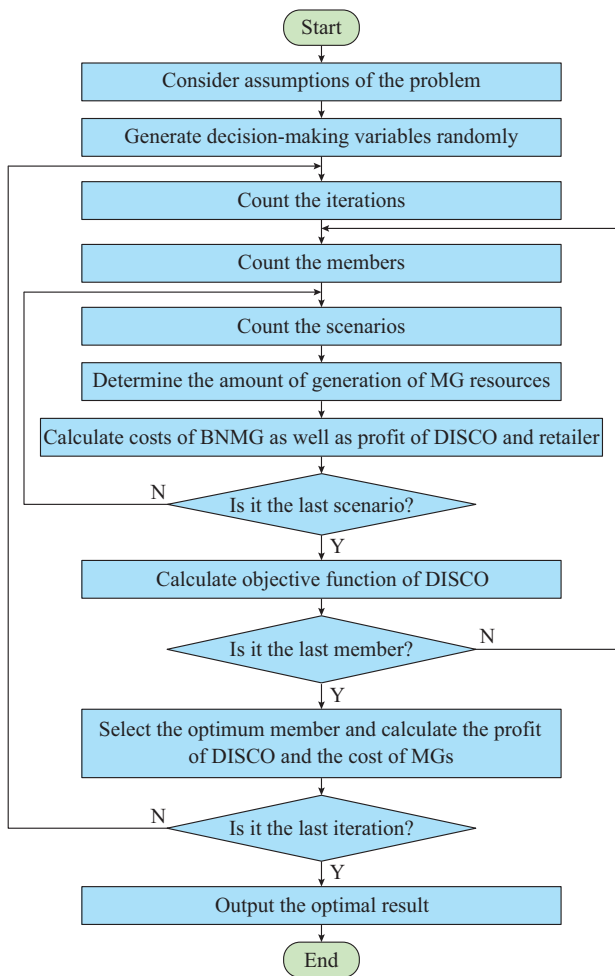 Start
Consider assumptions of the problem
Generate decision-making variables randomly
Count the iterations
Count the members
Count the scenarios
Determine the amount of generation of MG resources
Calculate costs of BNMG as well as profit of DISCO and retailer
N
Is it the last scenario?
Y
Calculate objective function of DISCO
Is it the last member?
N
Y
Select the optimum member and calculate the profit
of DISCO and the cost of MGs
N
Is it the last iteration?
Y
Output the optimal result
End